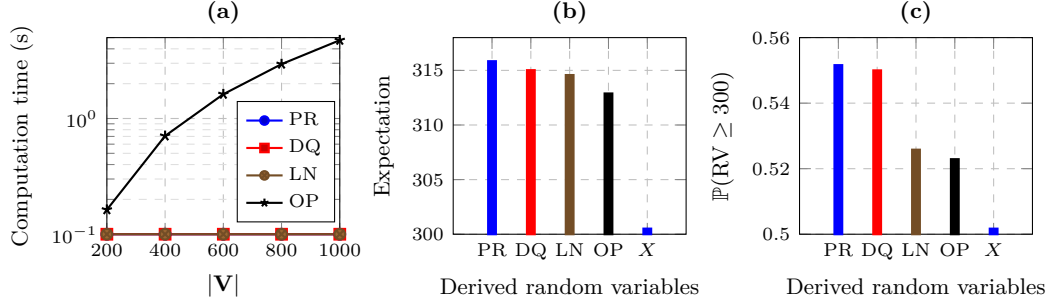 (a)
Computation time (s)
10^0
10^−1
200 400 600 800 1000
|V|
PR
DQ
LN
OP
(b)
Expectation
315
310
305
300
PR DQ LN OP X
Derived random variables
(c)
ℙ(RV ≥ 300)
0.56
0.54
0.52
0.5
PR DQ LN OP X
Derived random variables